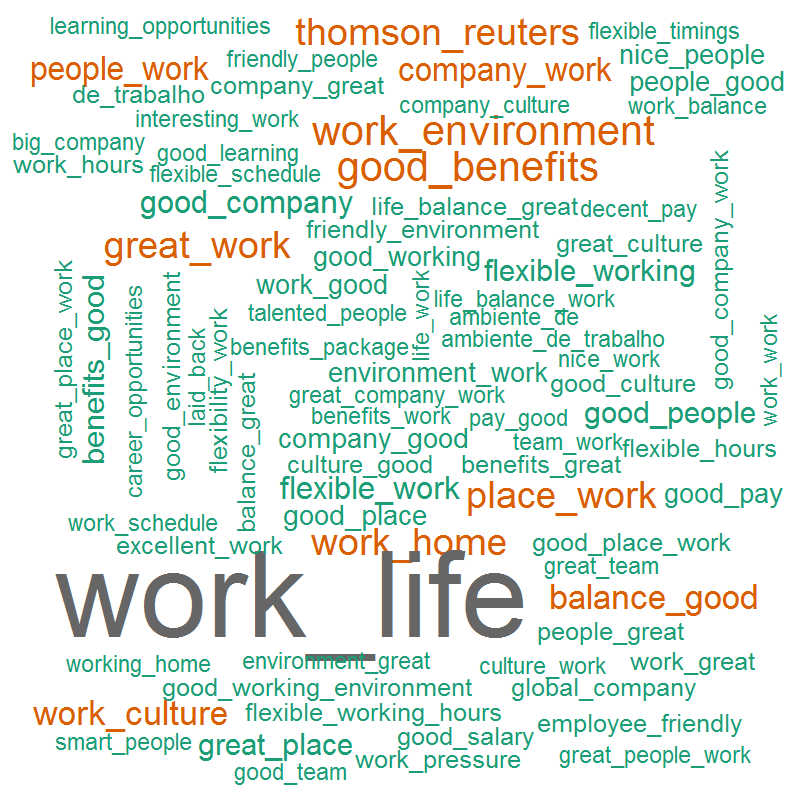 learning_opportunities
thomson_reuters
flexible_timings
people_work
friendly_people
company_work
nice_people
people_good
de_trabalho
company_great
company_culture
work_balance
interesting_work
work_environment
big_company
good_learning
work_hours
flexible_schedule
good_benefits
good_company
life_balance_great
decent_pay
good_company_work
friendly_environment
great_work
good_working
great_culture
flexible_working
great_place_work
benefits_good
career_opportunities
good_environment
laid_back
flexibility_work
work_good
life_work
life_balance_work
talented_people
ambiente_de
ambiente_de_trabalho
benefits_package
nice_work
work_work
environment_work
good_culture
balance_great
great_company_work
benefits_work
pay_good
good_people
company_good
team_work
flexible_hours
culture_good
benefits_great
flexible_work
place_work
good_pay
work_schedule
good_place
excellent_work
work_home
good_place_work
great_team
work_life
balance_good
people_great
working_home
environment_great
culture_work
work_great
good_working_environment
global_company
work_culture
flexible_working_hours
employee_friendly
smart_people
great_place
good_salary
work_pressure
great_people_work
good_team